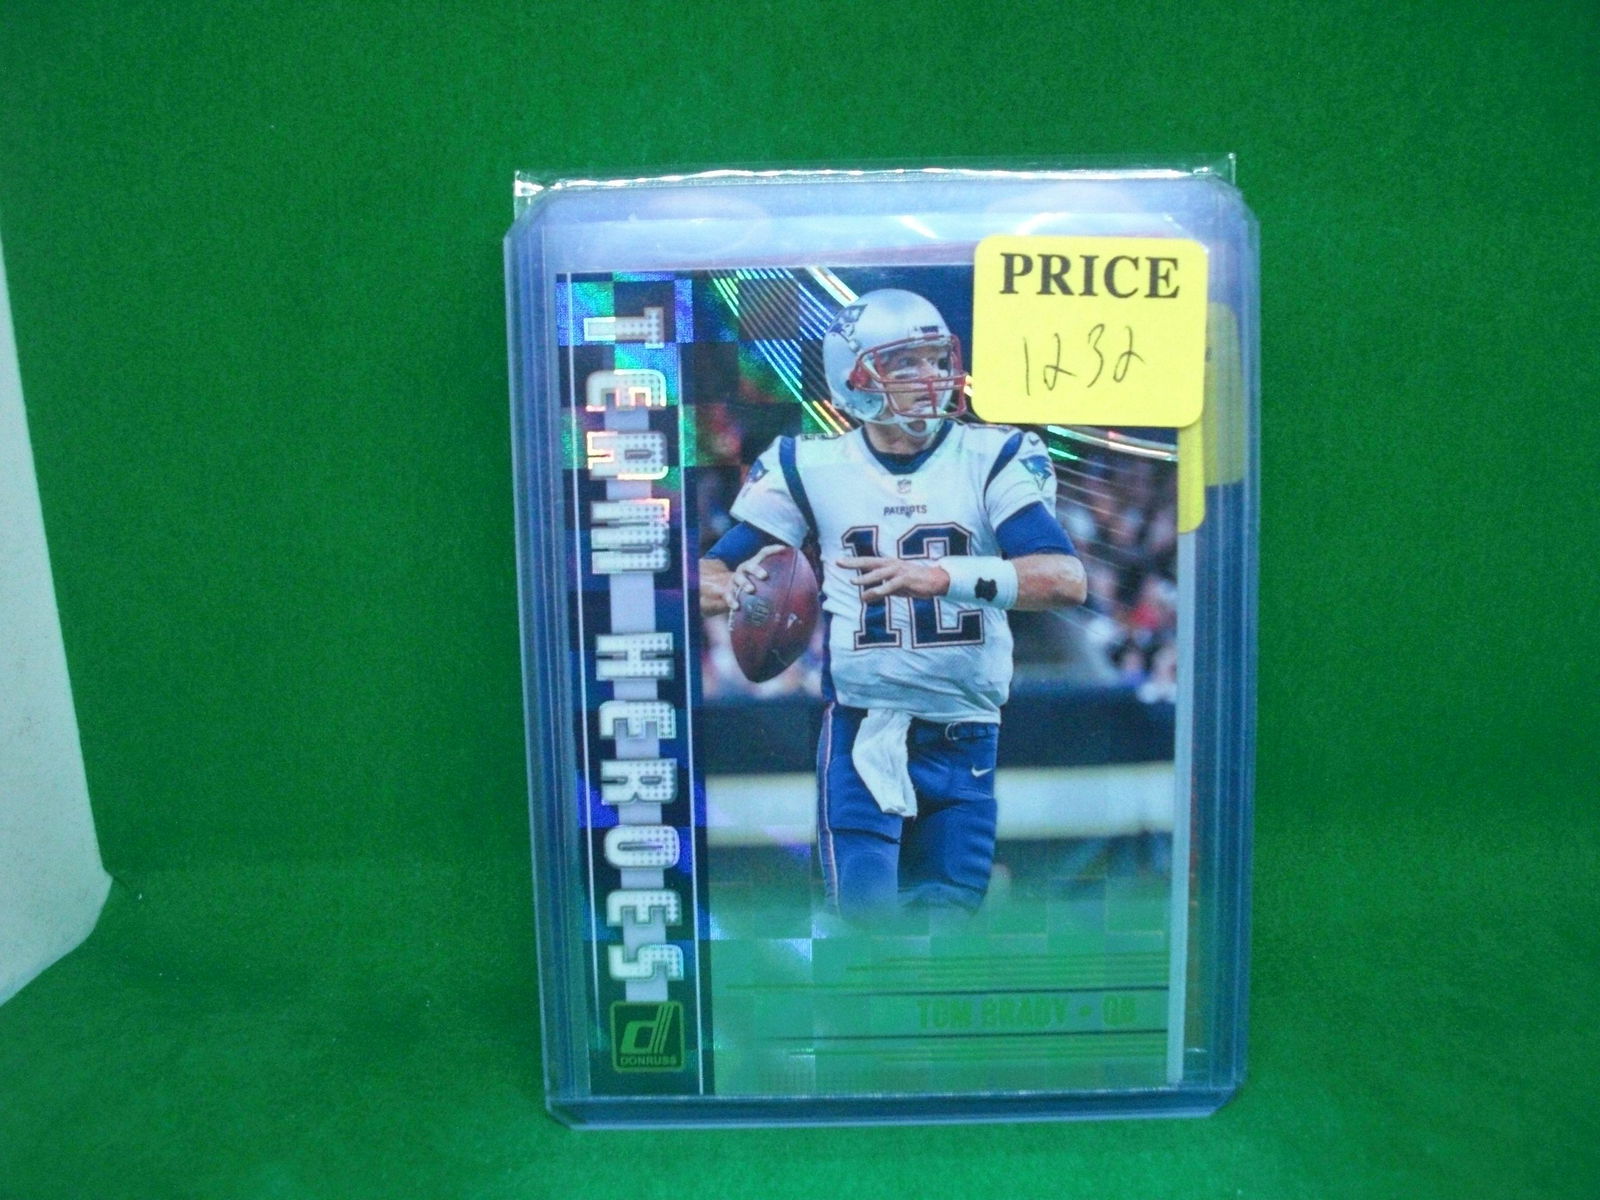 PRICE
1232
TEAM HEROES
PATRIOTS
12
TOM BRADY • QB
DONRUSS